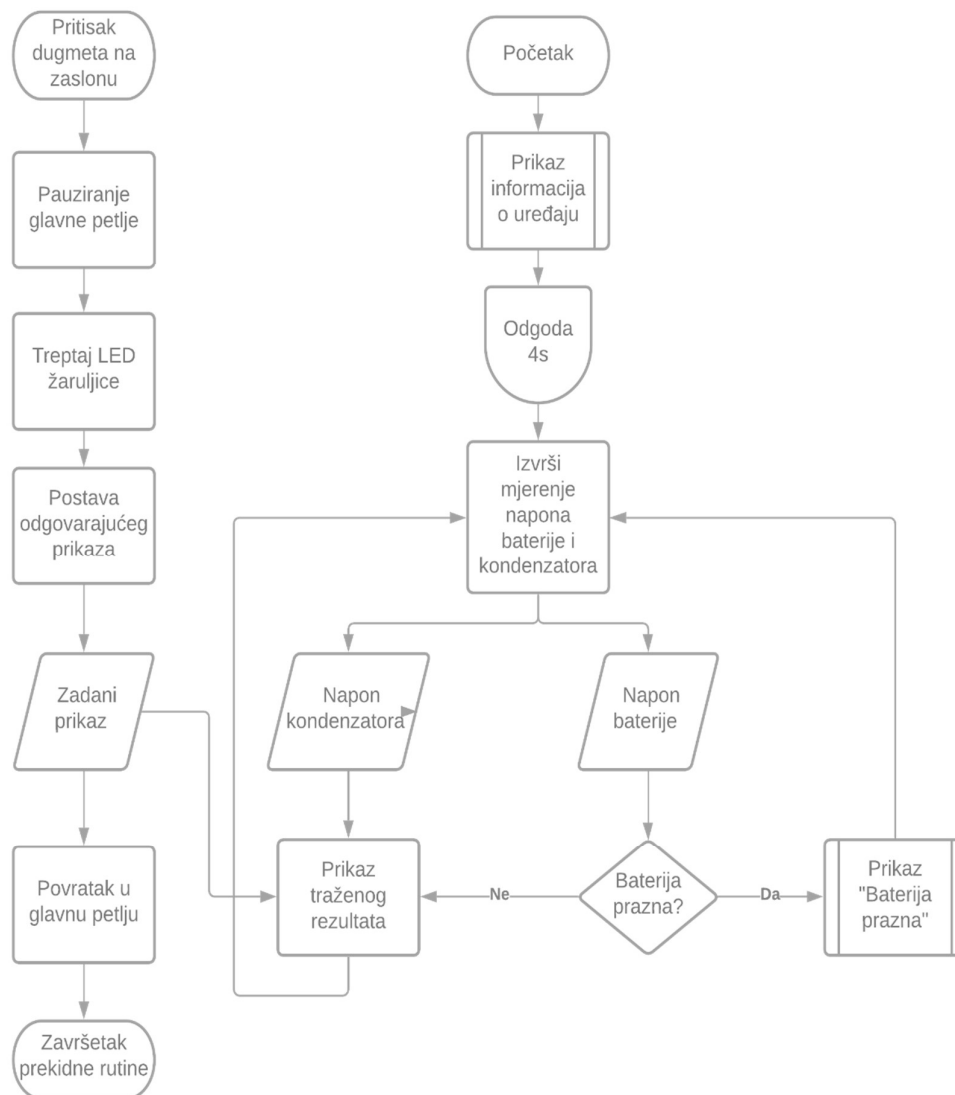 Pritisak
dugmeta na
zaslonu
Pauziranje
glavne petlje
Treptaj LED
žaruljice
Postava
odgovarajućeg
prikaza
Zadani
prikaz
Povratak u
glavnu petlju
Završetak
prekidne rutine
Početak
Prikaz
informacija
o uređaju
Odgoda
4s
Izvrši
mjerenje
napona
baterije i
kondenzatora
Napon
kondenzatora
Napon
baterije
Prikaz
traženog
rezultata
Ne
Baterija
prazna?
Da
Prikaz
"Baterija
prazna"